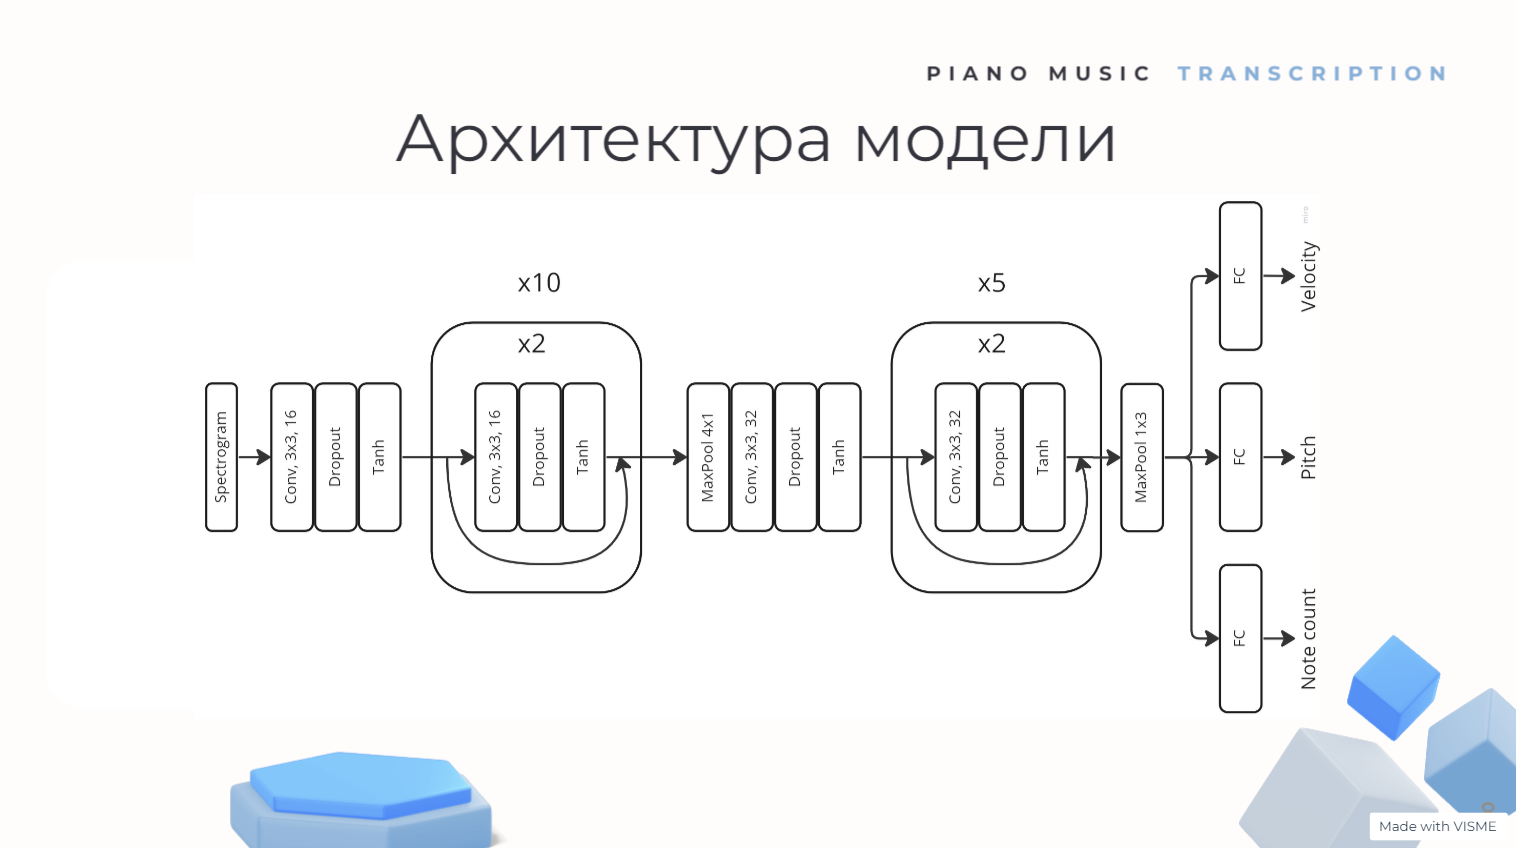 PIANO MUSIC TRANSCRIPTION
Архитектура модели
miro
x10
x5
x2
x2
Spectrogram
Conv, 3x3, 16
Dropout
Tanh
Conv, 3x3, 16
Dropout
Tanh
MaxPool 4x1
Conv, 3x3, 32
Dropout
Tanh
Conv, 3x3, 32
Dropout
Tanh
MaxPool 1x3
FC
Velocity
FC
Pitch
FC
Note count
Made with VISME